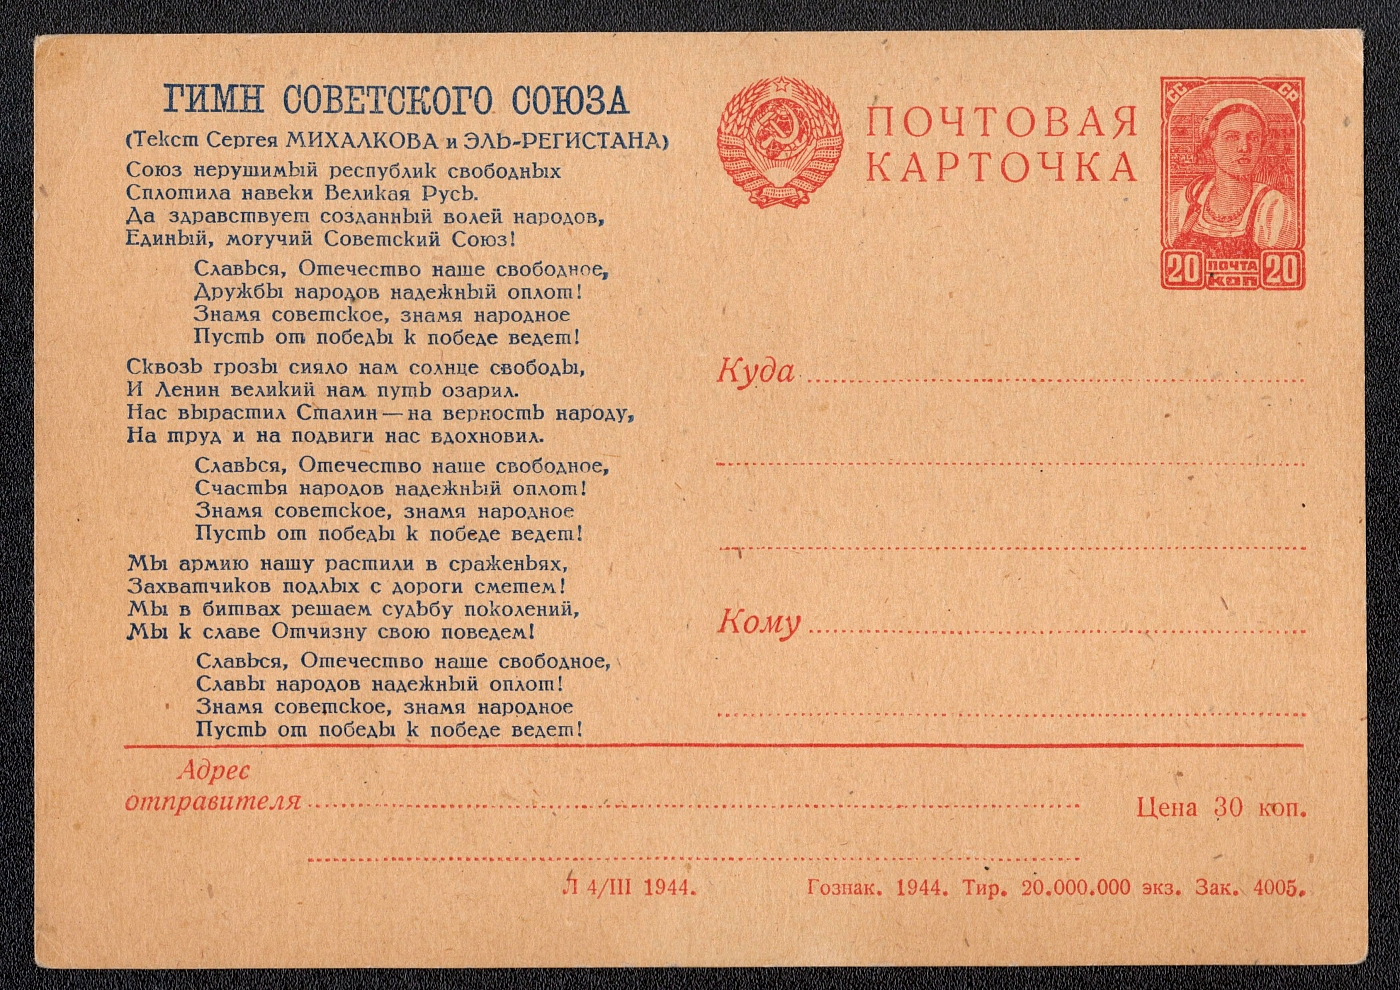 ГИМН СОВЕТСКОГО СОЮЗА
(Текст Сергея МИХАЛКОВА и ЭЛЬ-РЕГИСТАНА)
Союз нерушимый республик свободных
Сплотила навеки Великая Русь.
Да здравствует созданный волей народов,
Единый, могучий Советский Союз!
Славься, Отечество наше свободное,
Дружбы народов надежный оплот!
Знамя советское, знамя народное
Пусть от победы к победе ведет!
Сквозь грозы сияло нам солнце свободы,
И Ленин великий нам путь озарил.
Нас вырастил Сталин — на верность народу,
На труд и на подвиги нас вдохновил.
Славься, Отечество наше свободное,
Счастья народов надежный оплот!
Знамя советское, знамя народное
Пусть от победы к победе ведет!
Мы армию нашу растили в сраженьях,
Захватчиков подлых с дороги сметем!
Мы в битвах решаем судьбу поколений,
Мы к славе Отчизну свою поведем!
Славься, Отечество наше свободное,
Славы народов надежный оплот!
Знамя советское, знамя народное
Пусть от победы к победе ведет!
ПОЧТОВАЯ
КАРТОЧКА
СС СР
20 ПОЧТА КОП 20
Куда
Кому
Адрес
отправителя
Цена 30 коп.
Л 4/III 1944.
Гознак. 1944. Тир. 20.000.000 экз. Зак. 4005.